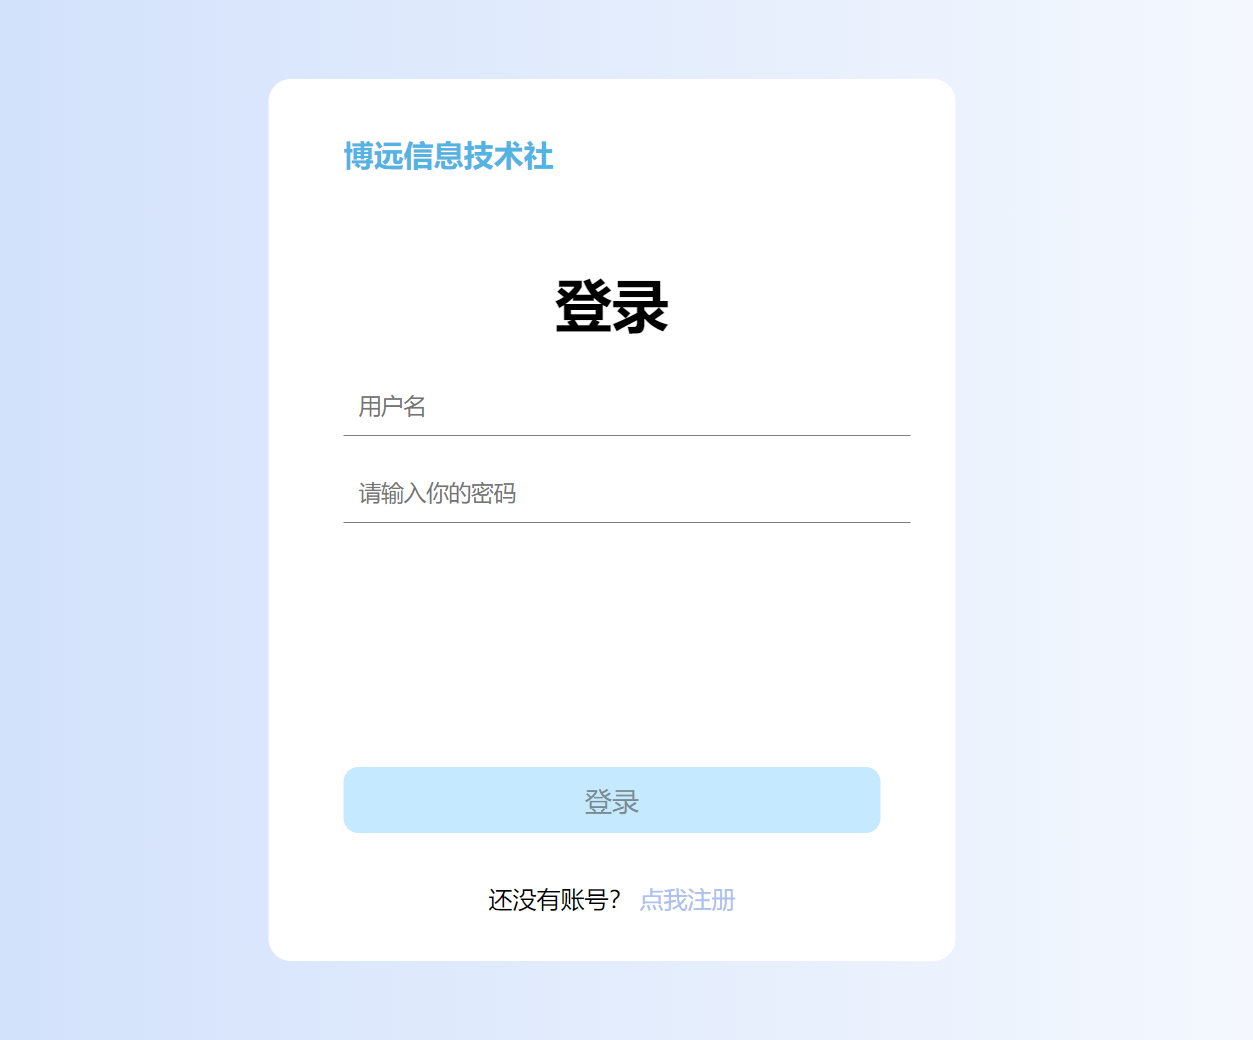 博远信息技术社
登录
用户名
请输入你的密码
登录
还没有账号? 点我注册